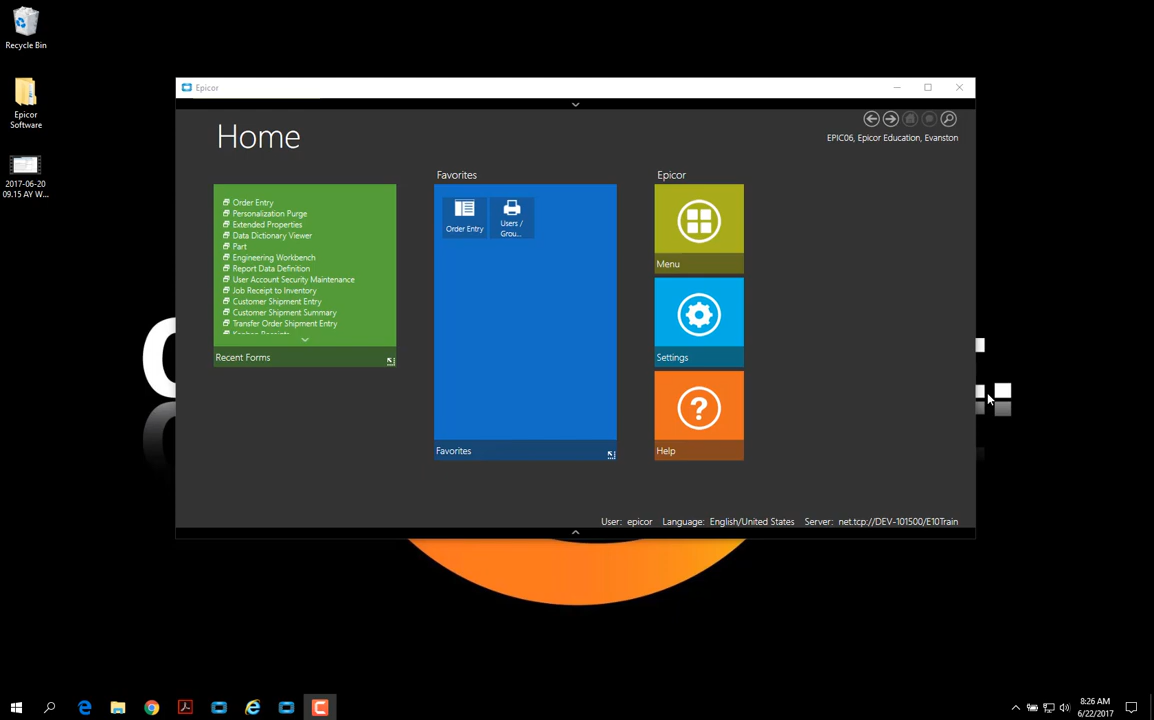 Recycle Bin
Epicor
Software
2017-06-20
09.15 AY W...
Epicor
Home
EPIC06, Epicor Education, Evanston
Order Entry
Personalization Purge
Extended Properties
Data Dictionary Viewer
Part
Engineering Workbench
Report Data Definition
User Account Security Maintenance
Job Receipt to Inventory
Customer Shipment Entry
Customer Shipment Summary
Transfer Order Shipment Entry
Recent Forms
Favorites
Order Entry
Users /
Grou...
Favorites
Epicor
Menu
Settings
?
Help
User: epicor Language: English/United States Server: net.tcp://DEV-101500/E10Train
8:26 AM
6/22/2017